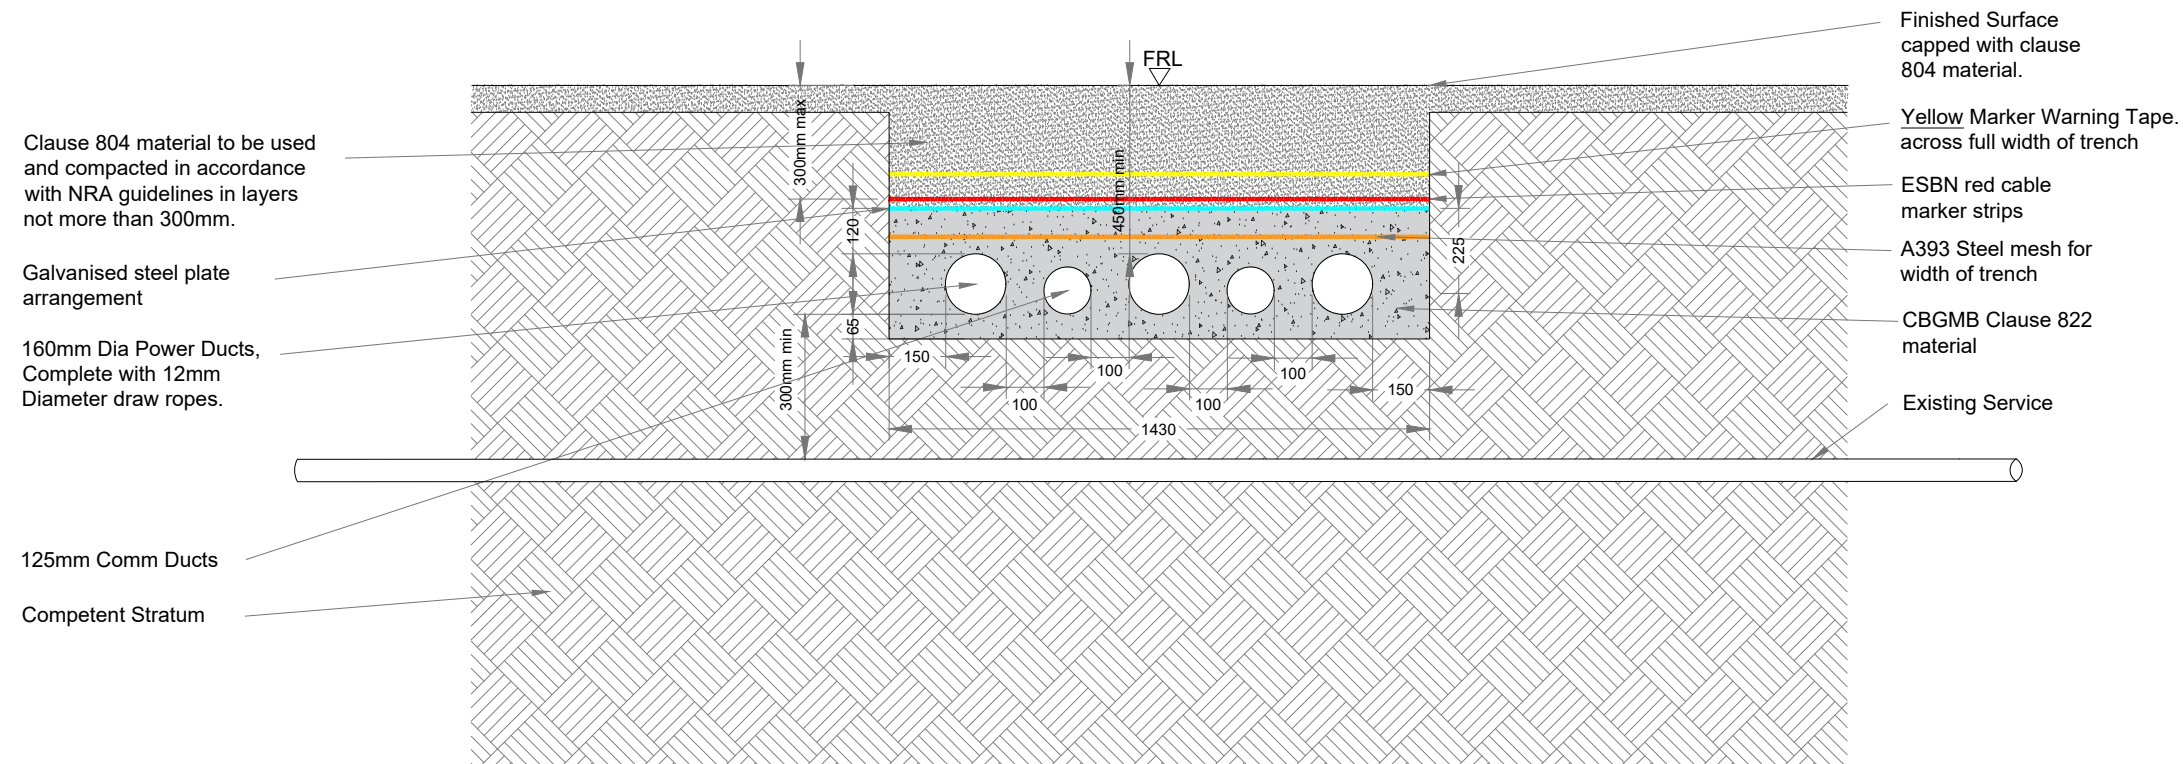 FRL
Clause 804 material to be used
and compacted in accordance
with NRA guidelines in layers
not more than 300mm.
Galvanised steel plate
arrangement
160mm Dia Power Ducts,
Complete with 12mm
Diameter draw ropes.
125mm Comm Ducts
Competent Stratum
300mm max
450mm min
120
65
300mm min
225
150
100
100
150
100
100
1430
Finished Surface
capped with clause
804 material.
Yellow Marker Warning Tape.
across full width of trench
ESBN red cable
marker strips
A393 Steel mesh for
width of trench
CBGMB Clause 822
material
Existing Service